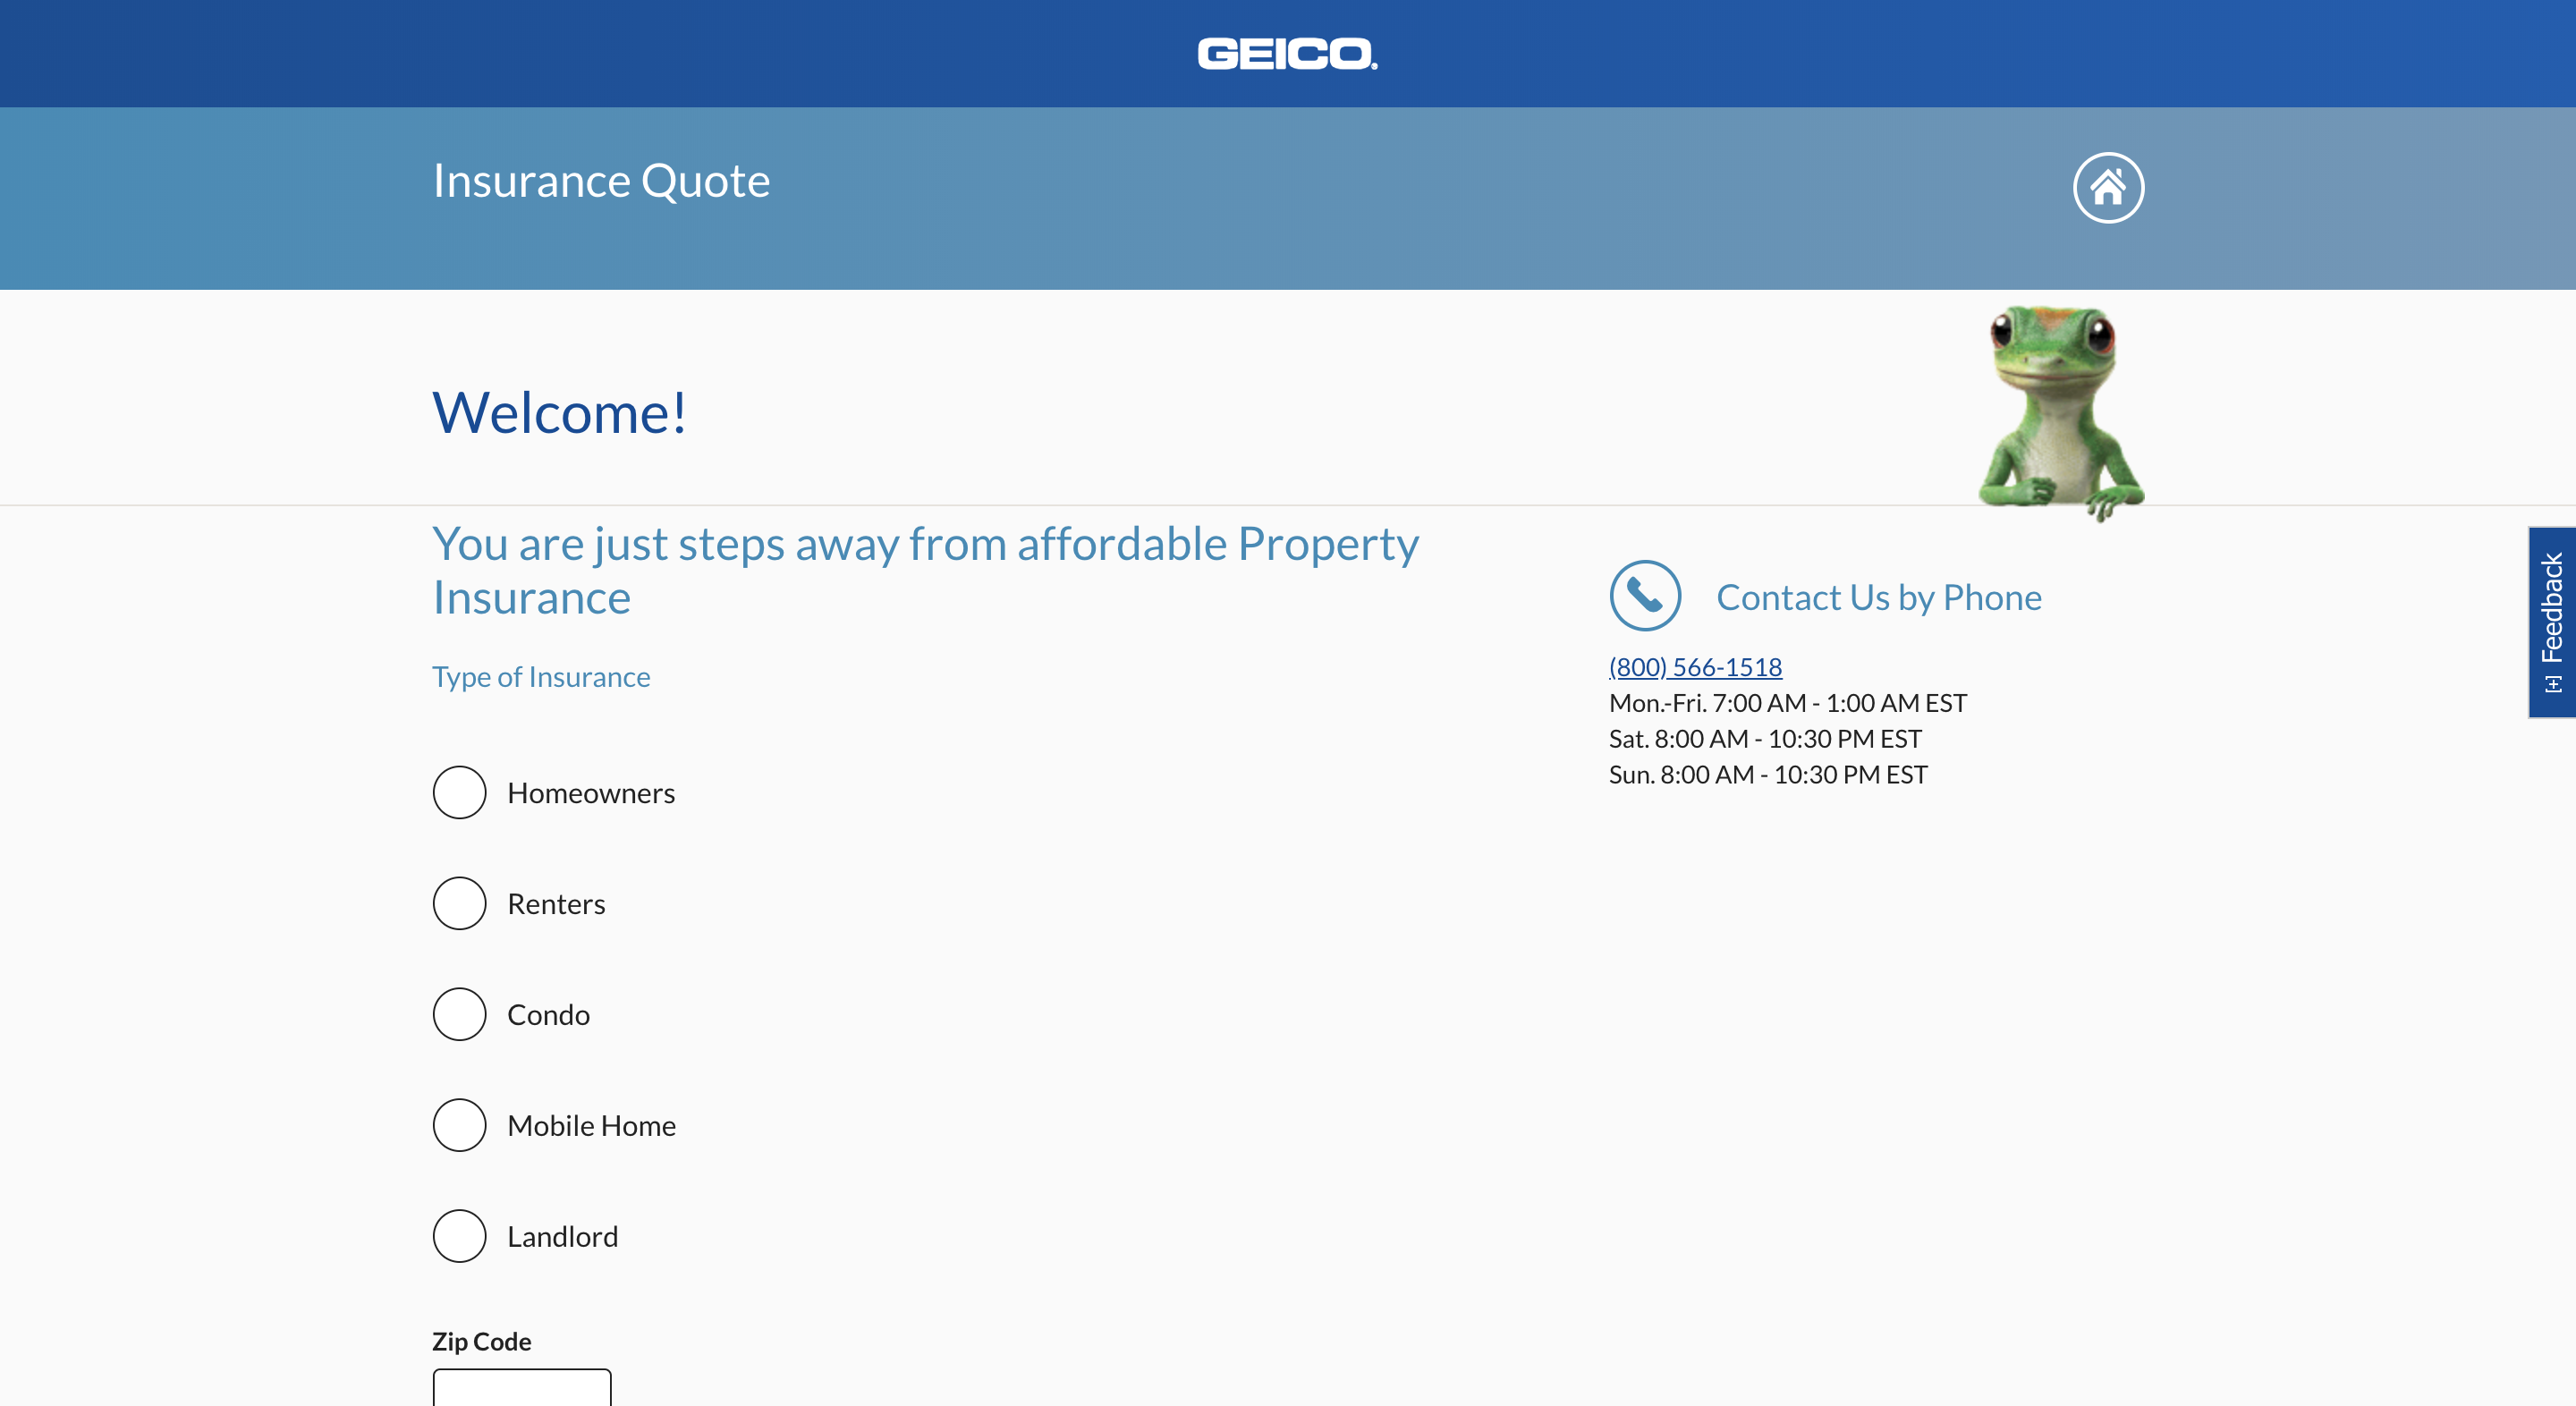 GEICO.
Insurance Quote
Welcome!
You are just steps away from affordable Property
Insurance
Type of Insurance
Homeowners
Renters
Condo
Mobile Home
Landlord
Zip Code
Contact Us by Phone
(800) 566-1518
Mon.-Fri. 7:00 AM - 1:00 AM EST
Sat. 8:00 AM - 10:30 PM EST
Sun. 8:00 AM - 10:30 PM EST
[+] Feedback